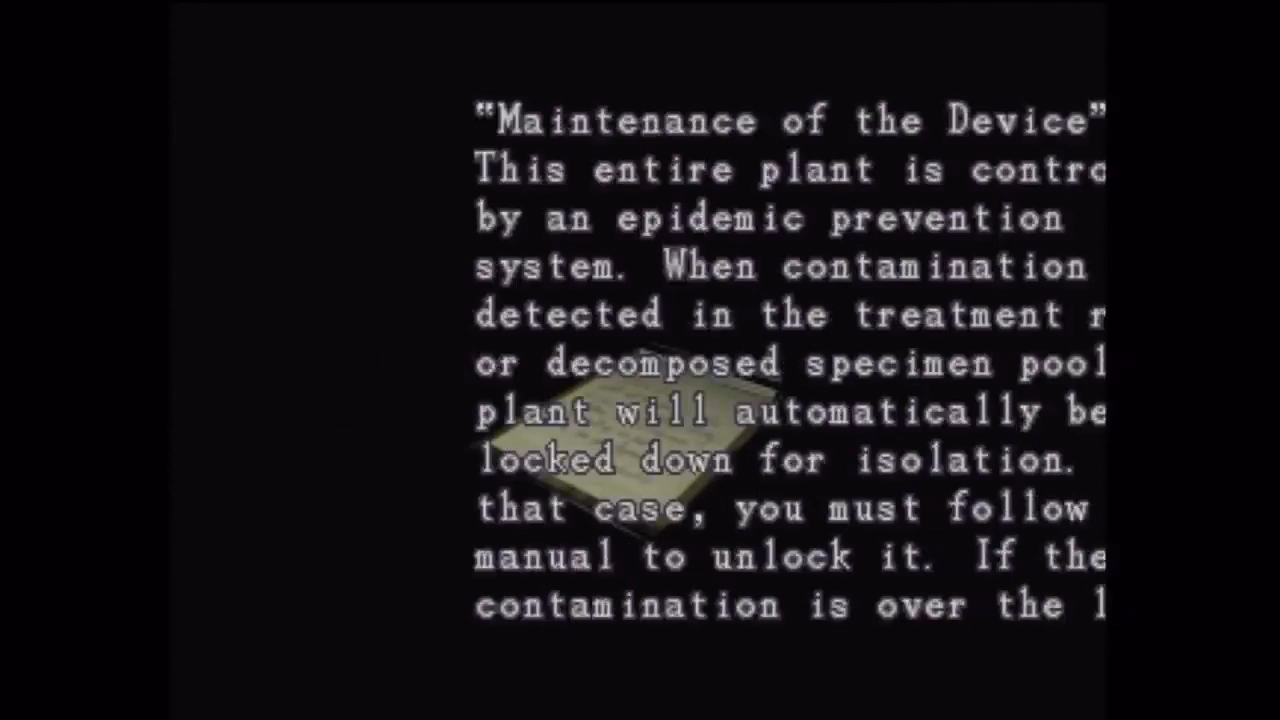 "Maintenance of the Device"
This entire plant is contro
by an epidemic prevention
system. When contamination
detected in the treatment r
or decomposed specimen pool
plant will automatically be
locked down for isolation.
that case, you must follow
manual to unlock it. If the
contamination is over the l